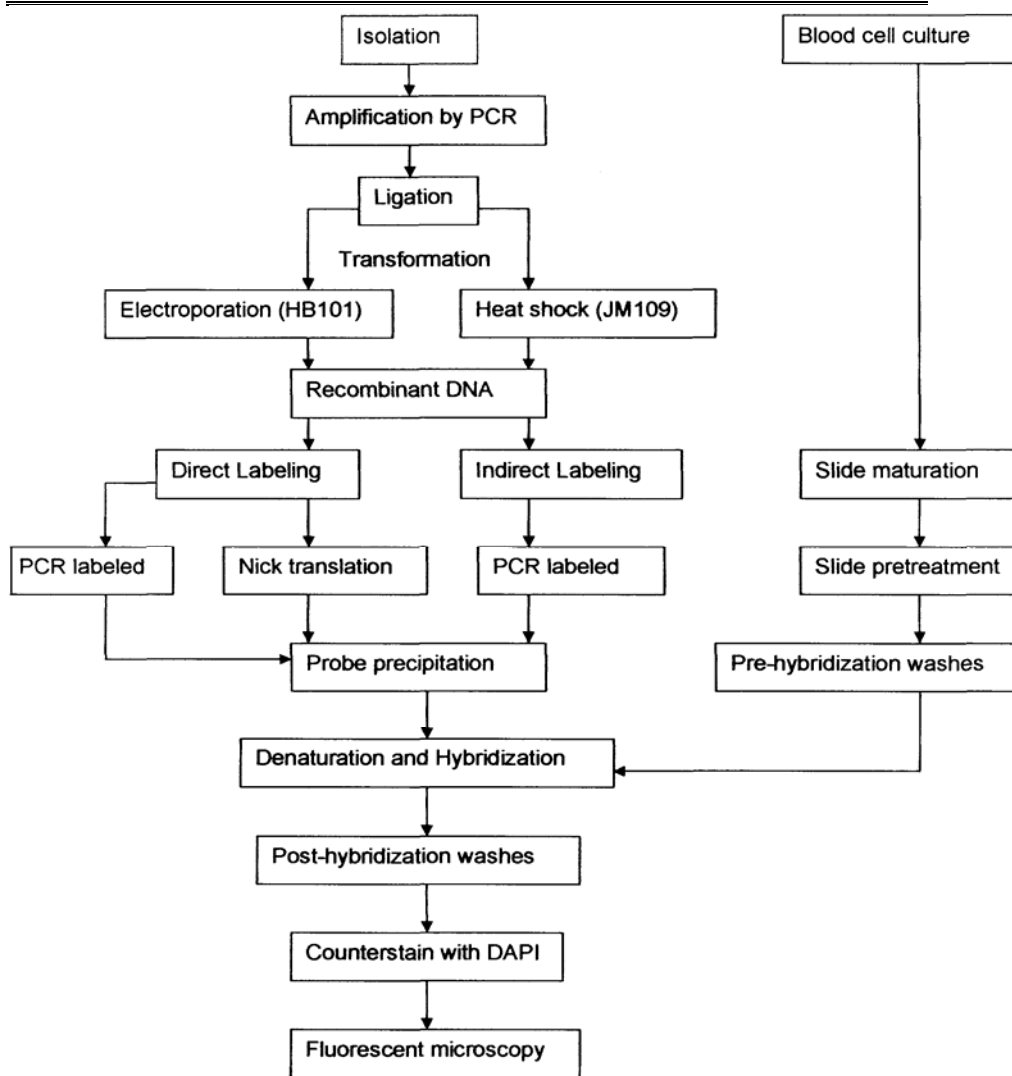 Isolation
Blood cell culture
Amplification by PCR
Ligation
Transformation
Electroporation (HB101)
Heat shock (JM109)
Recombinant DNA
Direct Labeling
Indirect Labeling
Slide maturation
PCR labeled
Nick translation
PCR labeled
Slide pretreatment
Probe precipitation
Pre-hybridization washes
Denaturation and Hybridization
Post-hybridization washes
Counterstain with DAPI
Fluorescent microscopy